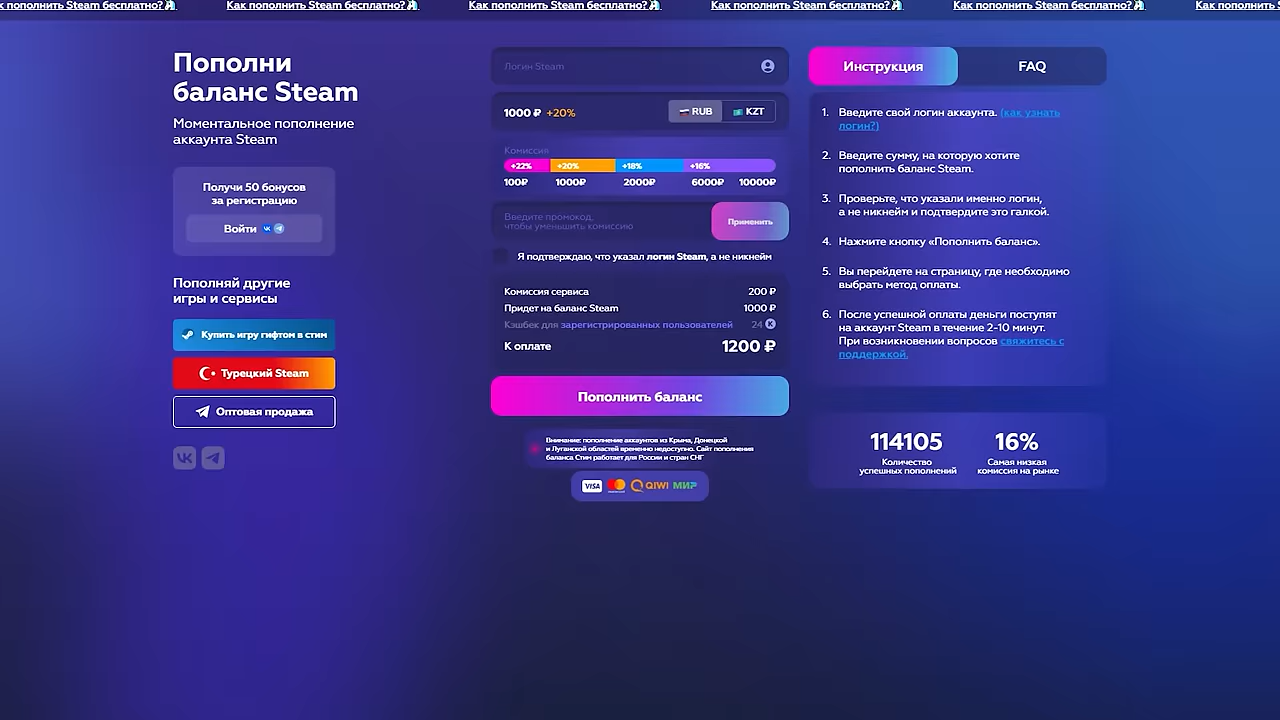 к пополнить Steam бесплатно?
Как пополнить Steam бесплатно?
Как пополнить Steam бесплатно?
Как пополнить Steam бесплатно?
Как пополнить Steam бесплатно?
Как пополнить
Пополни
баланс Steam
Моментальное пополнение
аккаунта Steam
Получи 50 бонусов
за регистрацию
Войти
Пополняй другие
игры и сервисы
Купить игру гифтом в стим
Турецкий Steam
Оптовая продажа
Логин Steam
1000 ₽ +20%
RUB
KZT
Комиссия
+22% +20% +18% +16%
100₽ 1000₽ 2000₽ 6000₽ 10000₽
Введите промокод,
чтобы уменьшить комиссию
Применить
Я подтверждаю, что указал логин Steam, а не никнейм
Комиссия сервиса 200 ₽
Придет на баланс Steam 1000 ₽
Кэшбек для зарегистрированных пользователей 24 K
К оплате 1200 ₽
Пополнить баланс
Внимание: пополнение аккаунтов из Крыма, Донецкой
и Луганской областей временно недоступно. Сайт пополнения
баланса Стим работает для России и стран СНГ
VISA QIWI МИР
Инструкция
FAQ
1. Введите свой логин аккаунта. (как узнать
логин?)
2. Введите сумму, на которую хотите
пополнить баланс Steam.
3. Проверьте, что указали именно логин,
а не никнейм и подтвердите это галкой.
4. Нажмите кнопку «Пополнить баланс».
5. Вы перейдете на страницу, где необходимо
выбрать метод оплаты.
6. После успешной оплаты деньги поступят
на аккаунт Steam в течение 2-10 минут.
При возникновении вопросов свяжитесь с
поддержкой.
114105
Количество
успешных пополнений
16%
Самая низкая
комиссия на рынке